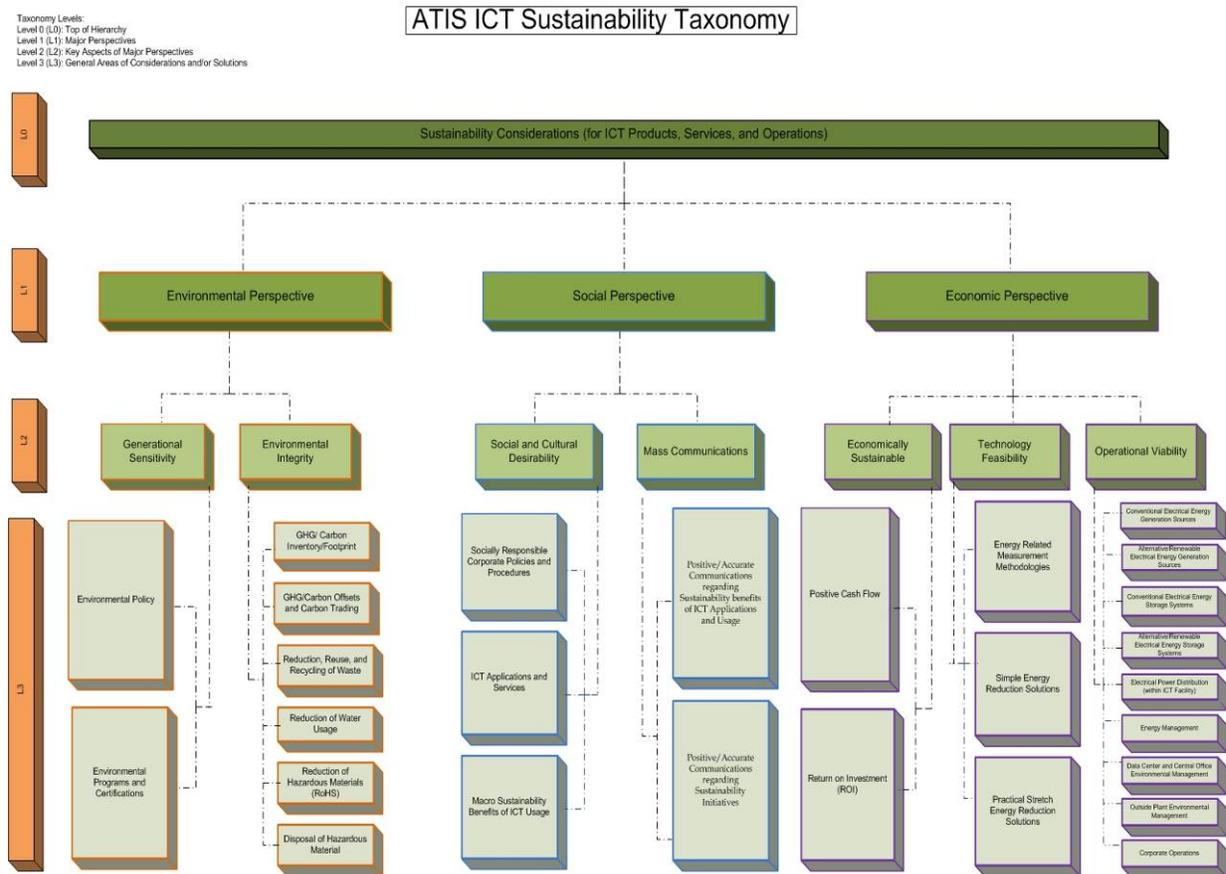 ATIS ICT Sustainability Taxonomy
Taxonomy Levels:
Level 0 (L0): Top of Hierarchy
Level 1 (L1): Major Perspectives
Level 2 (L2): Key Aspects of Major Perspectives
Level 3 (L3): General Areas of Considerations and/or Solutions
L0
Sustainability Considerations (for ICT Products, Services, and Operations)
L1
Environmental Perspective
Social Perspective
Economic Perspective
L2
Generational
Sensitivity
Environmental
Integrity
Social and Cultural
Desirability
Mass Communications
Economically
Sustainable
Technology
Feasibility
Operational Viability
L3
Environmental Policy
Environmental
Programs and
Certifications
GHG/ Carbon
Inventory/Footprint
GHG/Carbon Offsets
and Carbon Trading
Reduction, Reuse, and
Recycling of Waste
Reduction of Water
Usage
Reduction of
Hazardous Materials
(RoHS)
Disposal of Hazardous
Material
Socially Responsible
Corporate Policies and
Procedures
ICT Applications and
Services
Macro Sustainability
Benefits of ICT Usage
Positive/Accurate
Communications
regarding
Sustainability benefits
of ICT Applications
and Usage
Positive/Accurate
Communications
regarding
Sustainability
Initiatives
Positive Cash Flow
Return on Investment
(ROI)
Energy Related
Measurement
Methodologies
Simple Energy
Reduction Solutions
Practical Stretch
Energy Reduction
Solutions
Conventional Electrical Energy
Generation Sources
Alternative/Renewable
Electrical Energy Generation
Sources
Conventional Electrical Energy
Storage Systems
Alternative/Renewable
Electrical Energy Storage
Systems
Electrical Power Distribution
(within ICT Facility)
Energy Management
Data Center and Central Office
Environmental Management
Outside Plant Environmental
Management
Corporate Operations